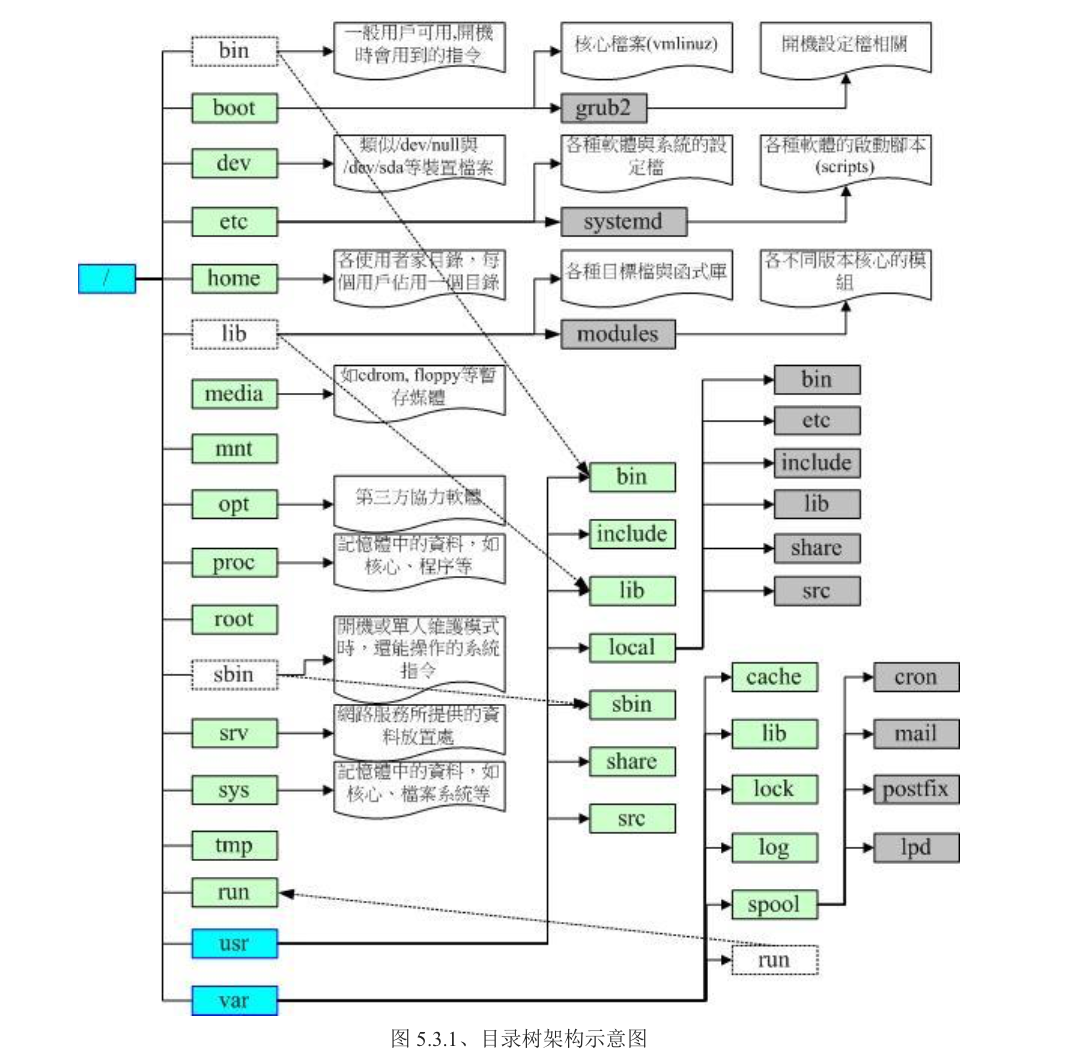 bin
一般用戶可用,開機
時會用到的指令
核心檔案(vmlinuz)
開機設定檔相關
boot
grub2
dev
類似/dev/null與
/dev/sda等裝置檔案
各種軟體與系統的設
定檔
各種軟體的啟動腳本
(scripts)
etc
systemd
/
home
各使用者家目錄，每
個用戶佔用一個目錄
各種目標檔與函式庫
各不同版本核心的模
組
lib
modules
media
如cdrom, floppy等暫
存媒體
bin
etc
mnt
include
bin
opt
第三方協力軟體
lib
include
share
proc
記憶體中的資料，如
核心、程序等
lib
src
root
local
開機或單人維護模式
時，還能操作的系統
指令
sbin
cache
cron
sbin
srv
網路服務所提供的資
料放置處
lib
mail
share
sys
記憶體中的資料，如
核心、檔案系統等
lock
postfix
src
tmp
log
lpd
run
spool
usr
run
var
图 5.3.1、目录树架构示意图